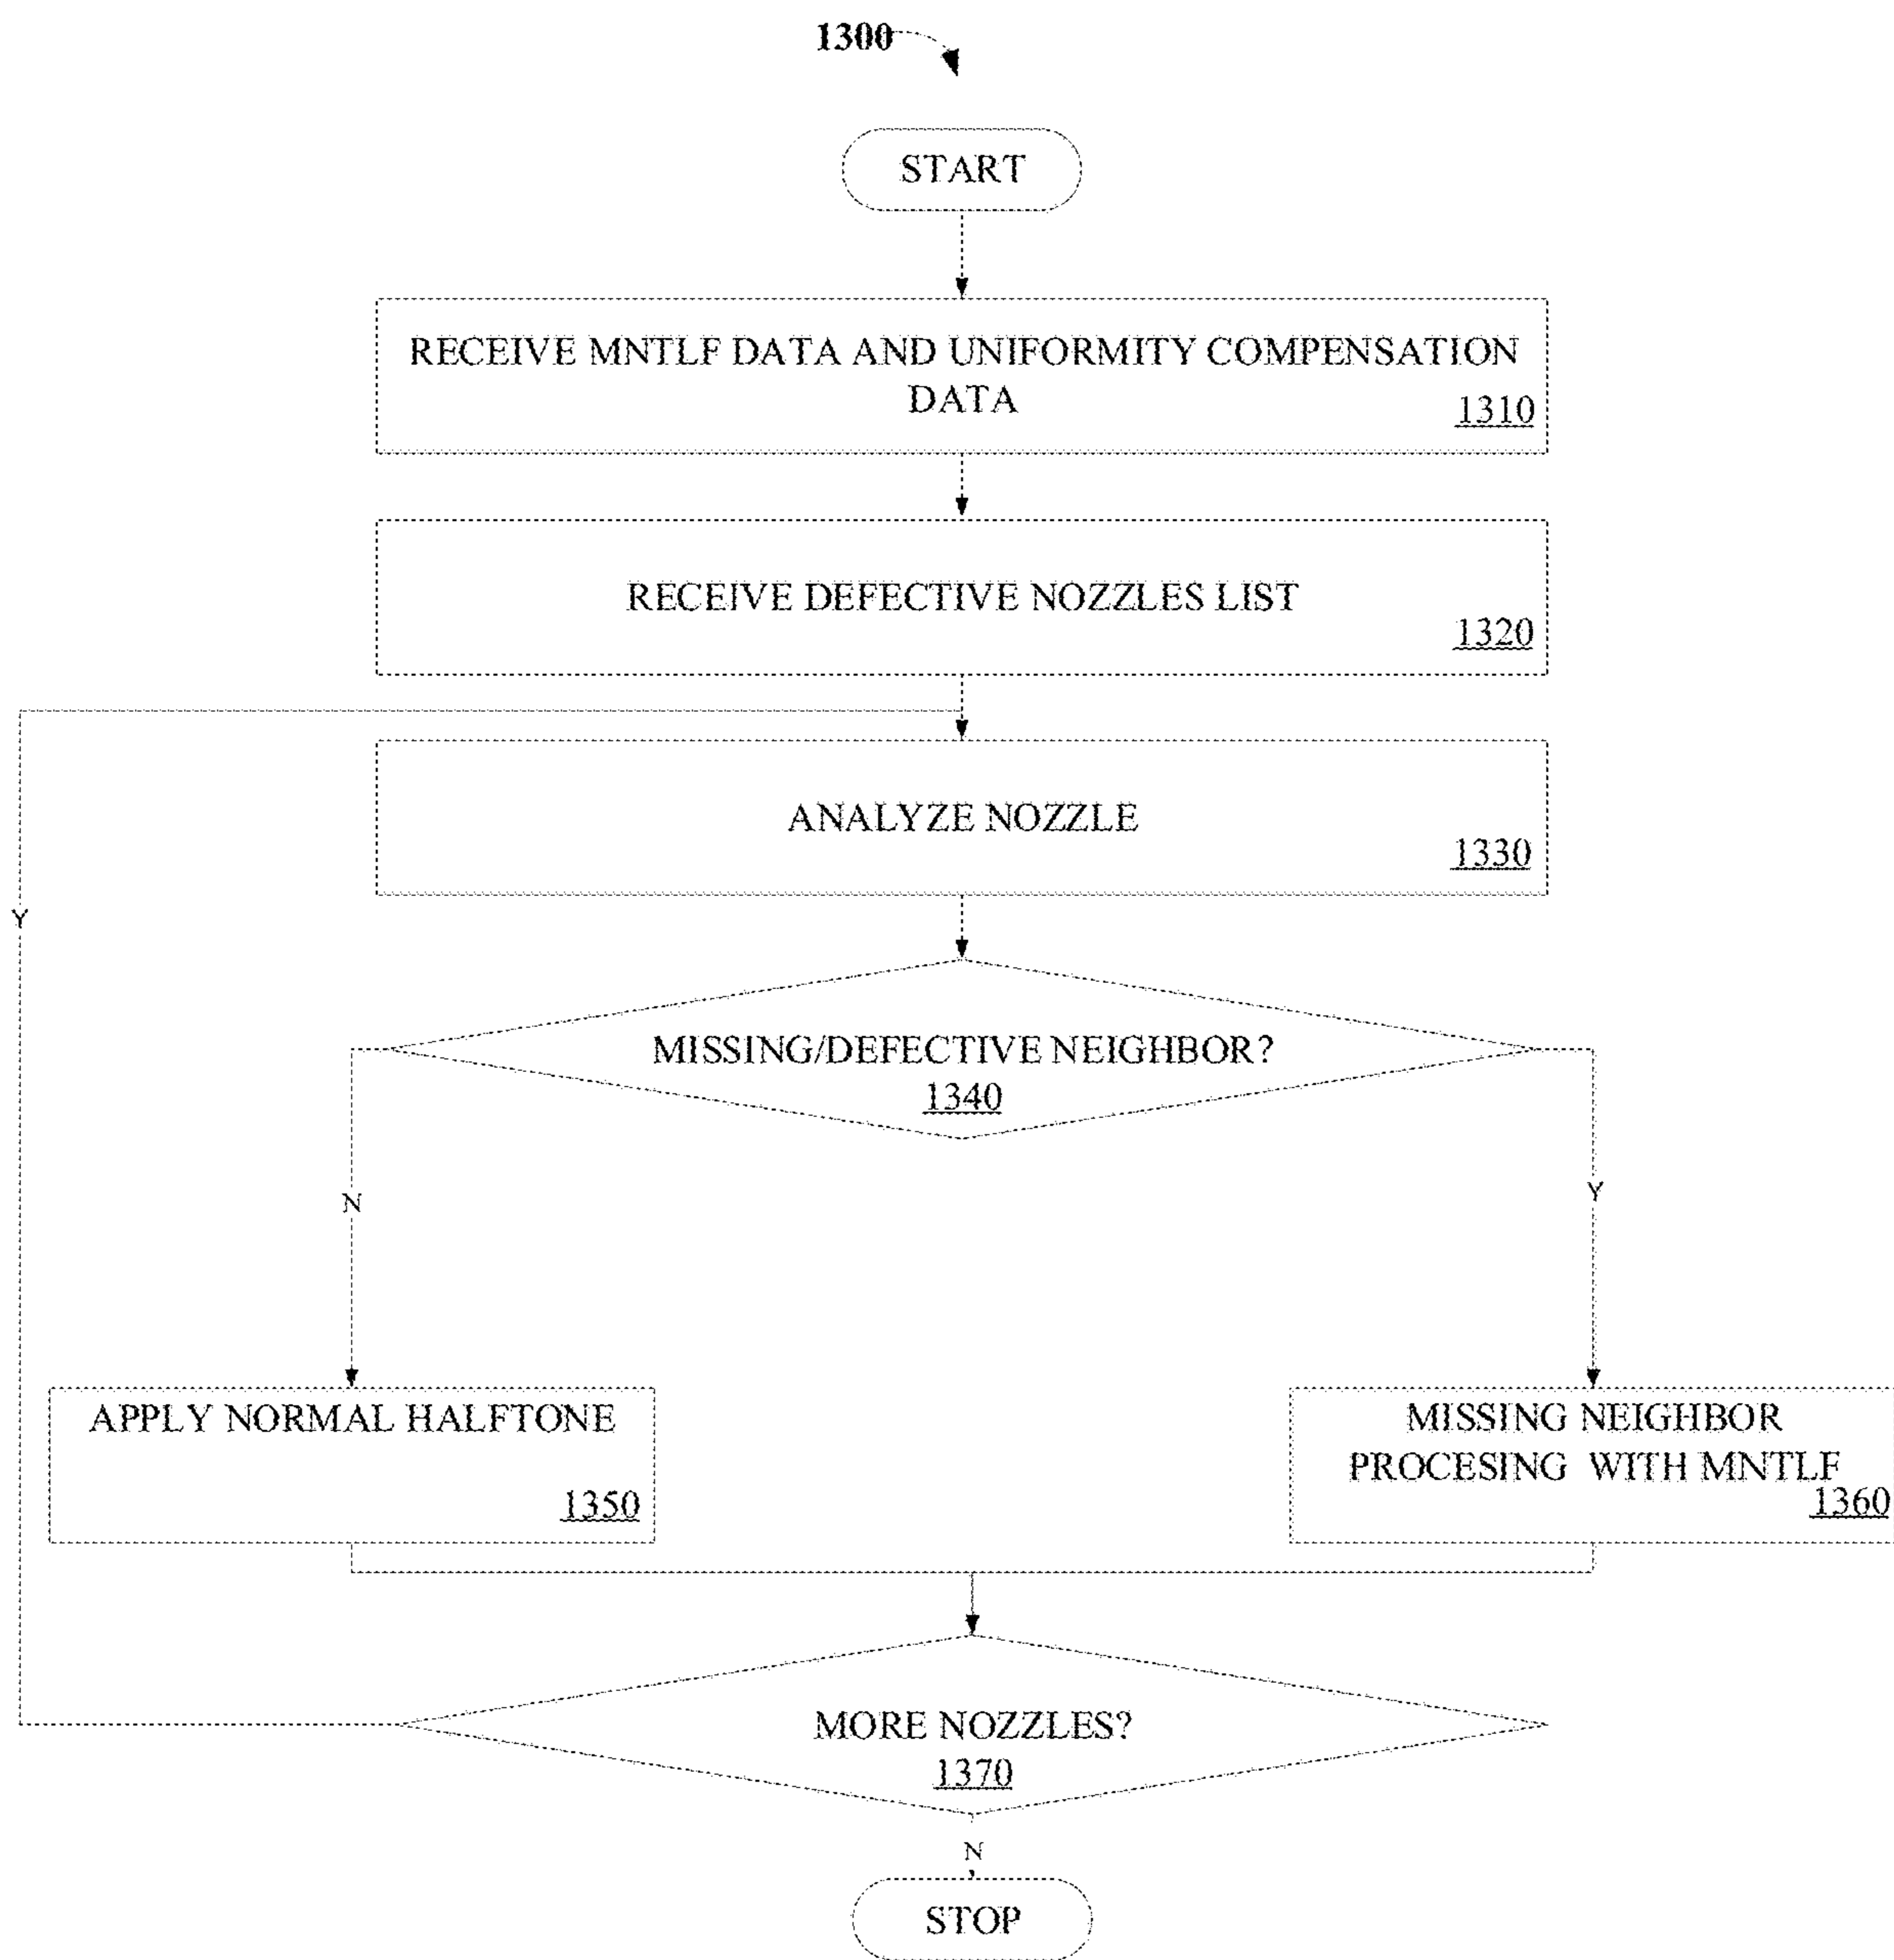 1300
START
RECEIVE MNTLF DATA AND UNIFORMITY COMPENSATION
DATA
1310
RECEIVE DEFECTIVE NOZZLES LIST
1320
ANALYZE NOZZLE
1330
Y
MISSING/DEFECTIVE NEIGHBOR?
1340
N
Y
APPLY NORMAL HALFTONE
1350
MISSING NEIGHBOR
PROCESING WITH MNTLF
1360
MORE NOZZLES?
1370
N
STOP